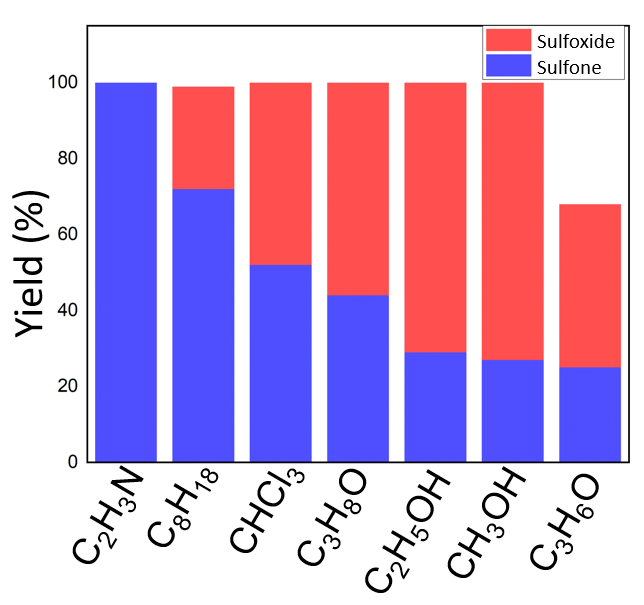 Sulfoxide
Sulfone
Yield (%)
100
80
60
40
20
0
C₂H₃N
C₈H₁₈
CHCl₃
C₃H₈O
C₂H₅OH
CH₃OH
C₃H₆O